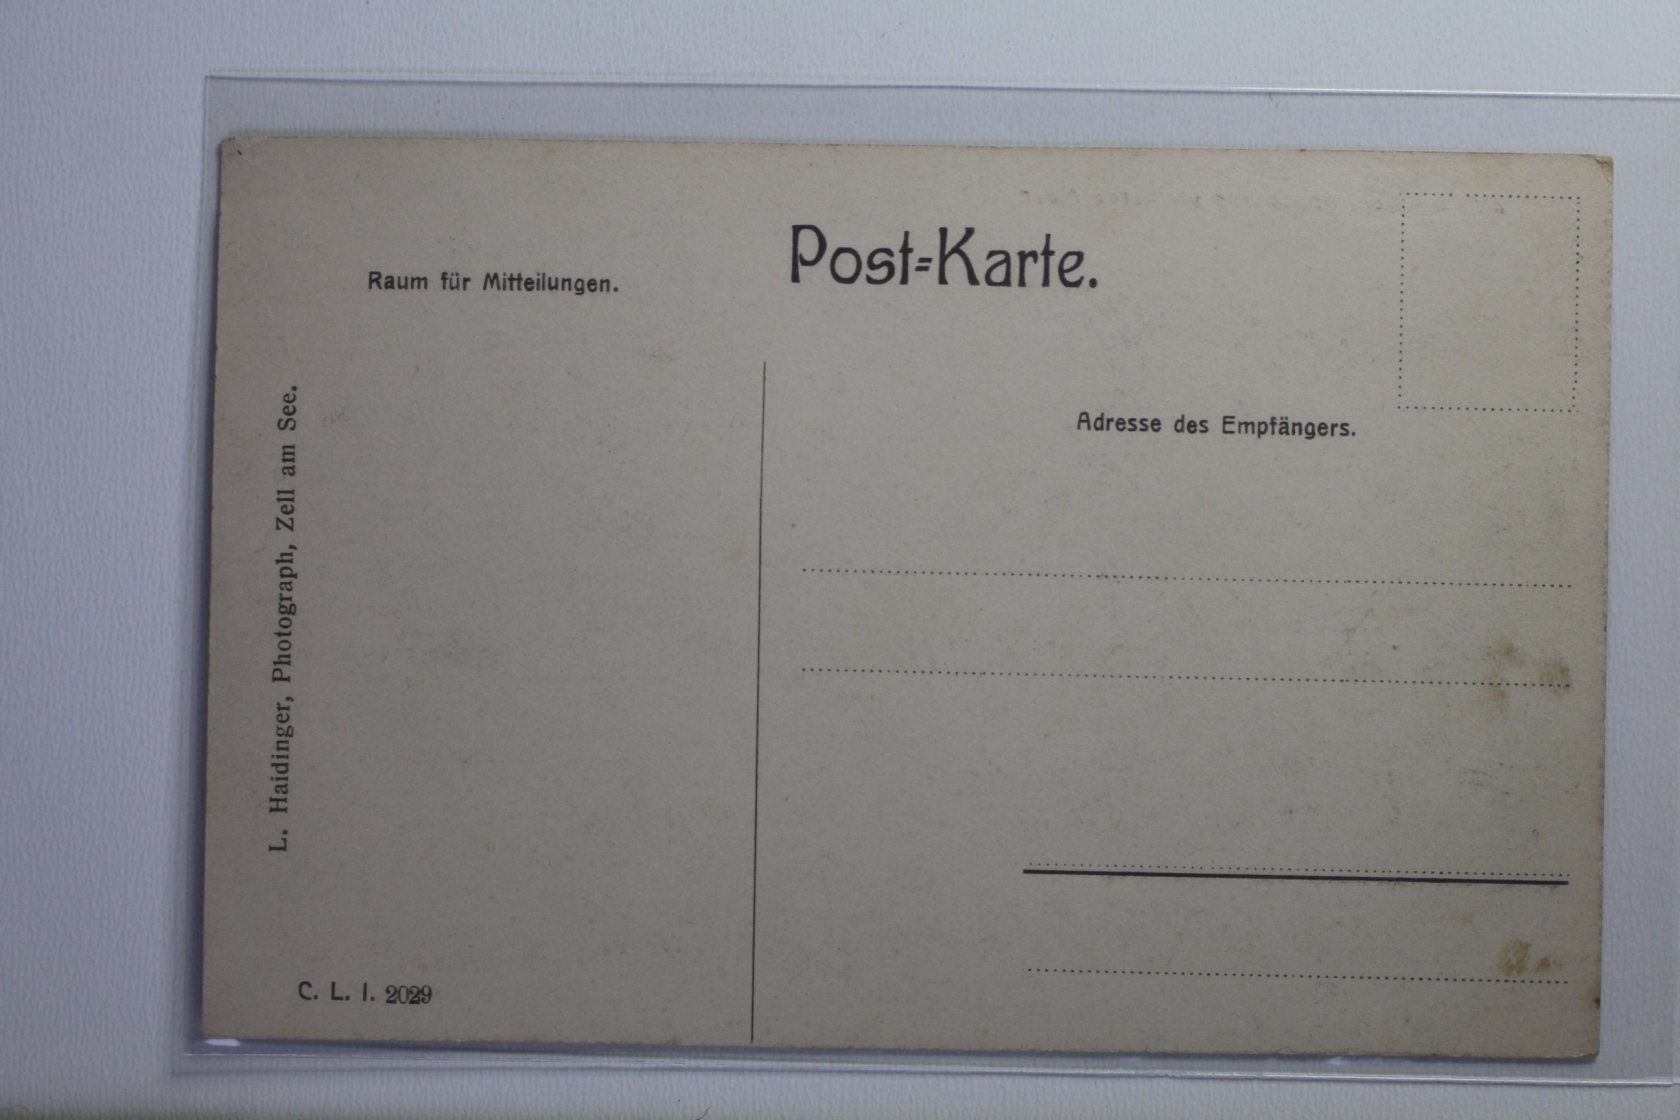 Post-Karte.
Raum für Mitteilungen.
Adresse des Empfängers.
L. Haidinger, Photograph, Zell am See.
C. L. I. 2029